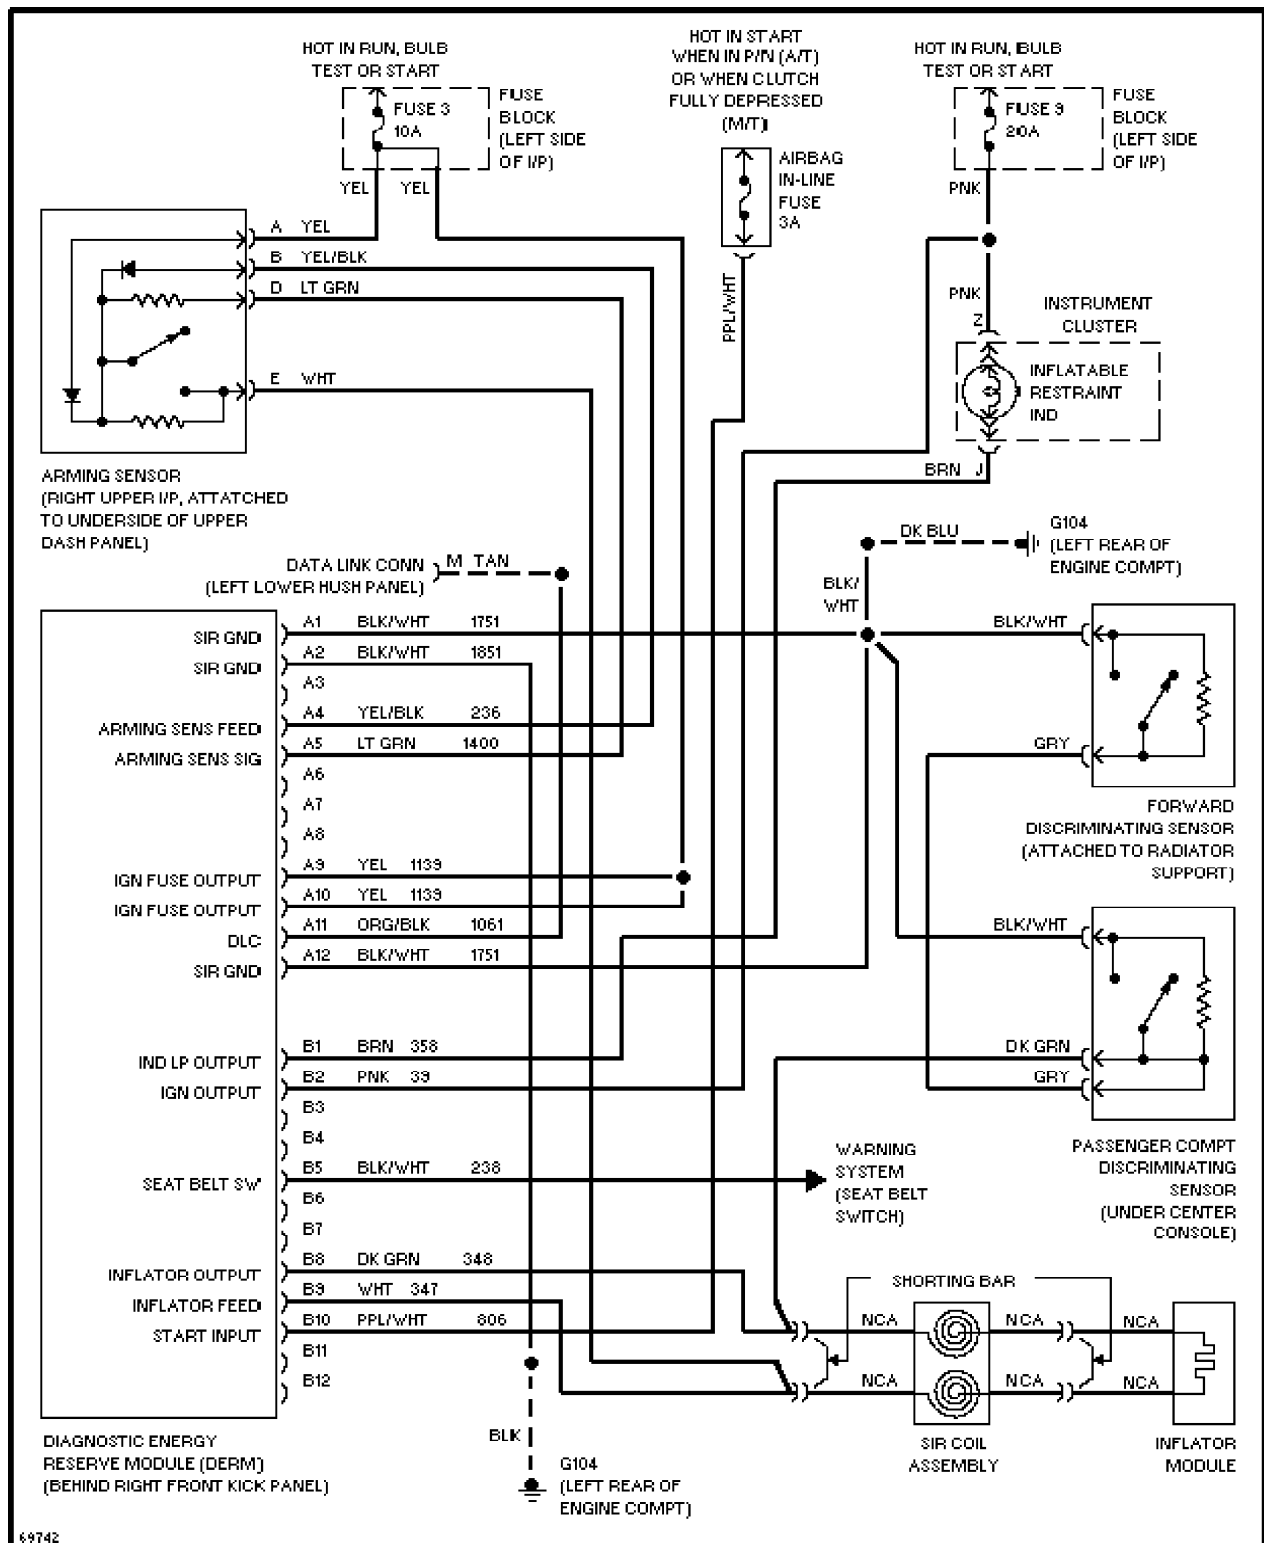 HOT IN RUN, BULB
TEST OR START
FUSE 3
10A
FUSE
BLOCK
(LEFT SIDE
OF I/P)
YEL
YEL
HOT IN START
WHEN IN P/N (A/T)
OR WHEN CLUTCH
FULLY DEPRESSED
(M/T)
AIRBAG
IN-LINE
FUSE
3A
PPL/WHT
HOT IN RUN, BULB
TEST OR START
FUSE 9
20A
FUSE
BLOCK
(LEFT SIDE
OF I/P)
PNK
PNK
Z
INSTRUMENT
CLUSTER
INFLATABLE
RESTRAINT
IND
BRN J
A YEL
B YEL/BLK
D LT GRN
E WHT
ARMING SENSOR
(RIGHT UPPER I/P, ATTATCHED
TO UNDERSIDE OF UPPER
DASH PANEL)
DATA LINK CONN
(LEFT LOWER HUSH PANEL)
M TAN
DK BLU
G104
(LEFT REAR OF
ENGINE COMPT)
BLK/
WHT
SIR GND
SIR GND
ARMING SENS FEED
ARMING SENS SIG
IGN FUSE OUTPUT
IGN FUSE OUTPUT
DLC
SIR GND
IND LP OUTPUT
IGN OUTPUT
SEAT BELT SW
INFLATOR OUTPUT
INFLATOR FEED
START INPUT
A1 BLK/WHT 1751
A2 BLK/WHT 1851
A3
A4 YEL/BLK 236
A5 LT GRN 1400
A6
A7
A8
A9 YEL 1139
A10 YEL 1139
A11 ORG/BLK 1061
A12 BLK/WHT 1751
B1 BRN 358
B2 PNK 39
B3
B4
B5 BLK/WHT 238
B6
B7
B8 DK GRN 348
B9 WHT 347
B10 PPL/WHT 806
B11
B12
DIAGNOSTIC ENERGY
RESERVE MODULE (DERM)
(BEHIND RIGHT FRONT KICK PANEL)
BLK/WHT
GRY
FORWARD
DISCRIMINATING SENSOR
(ATTACHED TO RADIATOR
SUPPORT)
BLK/WHT
DK GRN
GRY
PASSENGER COMPT
DISCRIMINATING
SENSOR
(UNDER CENTER
CONSOLE)
WARNING
SYSTEM
(SEAT BELT
SWITCH)
SHORTING BAR
NCA
NCA
NCA
NCA
NCA
NCA
SIR COIL
ASSEMBLY
INFLATOR
MODULE
BLK
G104
(LEFT REAR OF
ENGINE COMPT)
69742